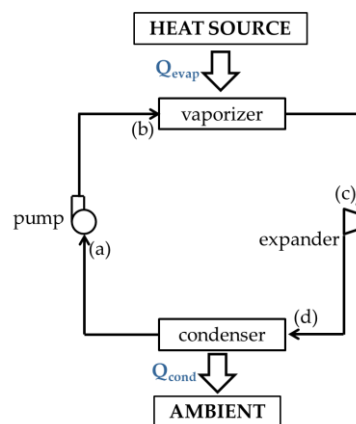 HEAT SOURCE
Qevap
(b)
vaporizer
pump
(a)
(c)
expander
(d)
condenser
Qcond
AMBIENT